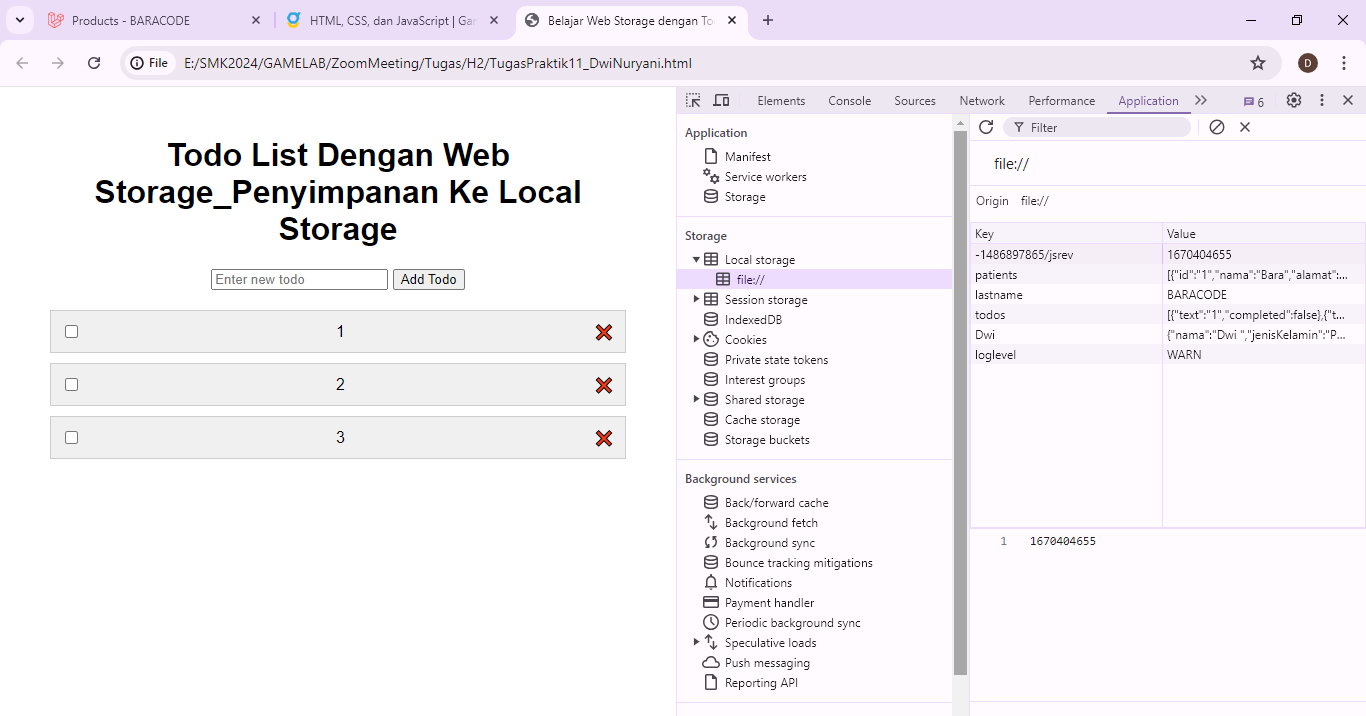 Products - BARACODE
HTML, CSS, dan JavaScript | Gar
Belajar Web Storage dengan To
File
E:/SMK2024/GAMELAB/ZoomMeeting/Tugas/H2/TugasPraktik11_DwiNuryani.html
D
Todo List Dengan Web
Storage_Penyimpanan Ke Local
Storage
Enter new todo
Add Todo
1
2
3
Elements Console Sources Network Performance Application 6
Application
Manifest
Service workers
Storage
Storage
Local storage
file://
Session storage
IndexedDB
Cookies
Private state tokens
Interest groups
Shared storage
Cache storage
Storage buckets
Background services
Back/forward cache
Background fetch
Background sync
Bounce tracking mitigations
Notifications
Payment handler
Periodic background sync
Speculative loads
Push messaging
Reporting API
Filter
file://
Origin file://
Key Value
-1486897865/jsrev 1670404655
patients [{"id":"1","nama":"Bara","alamat":...
lastname BARACODE
todos [{"text":"1","completed":false},{"t...
Dwi {"nama":"Dwi ","jenisKelamin":"P...
loglevel WARN
1 1670404655